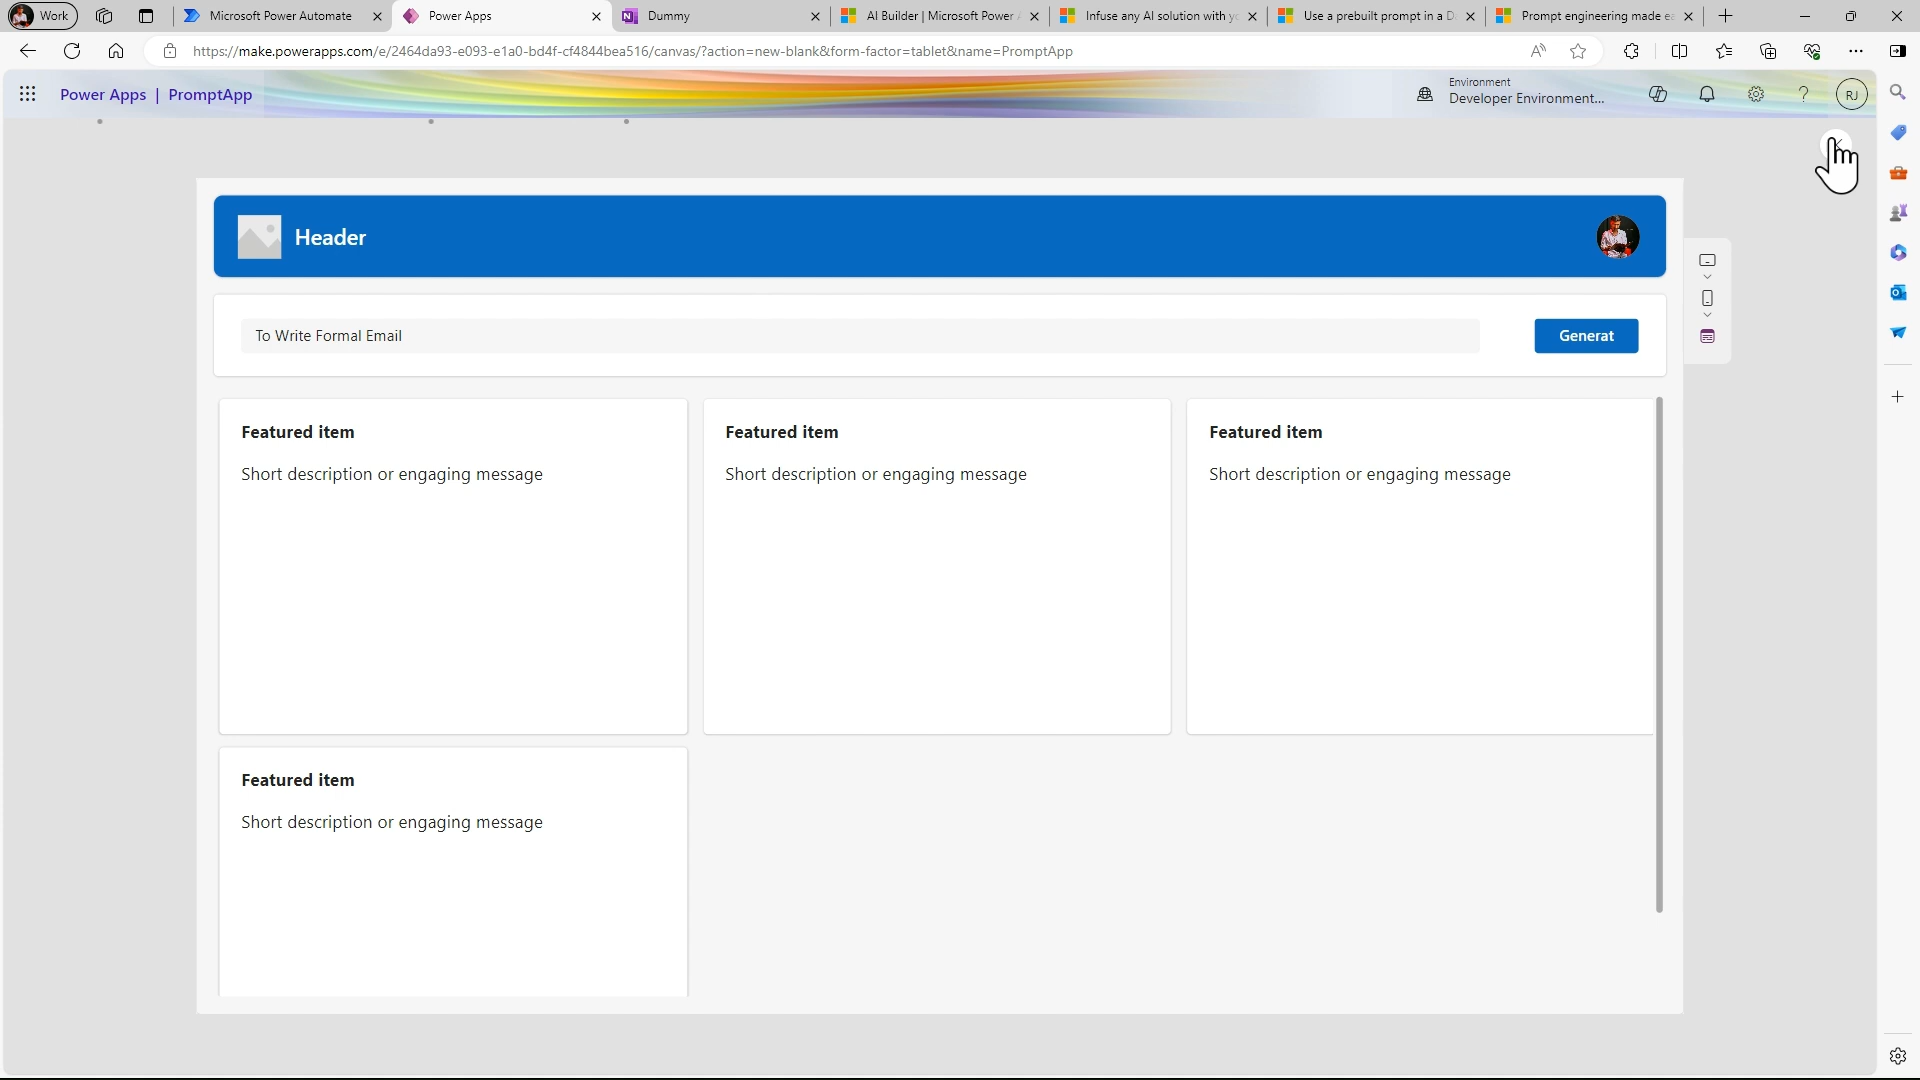 Work
Microsoft Power Automate
Power Apps
Dummy
AI Builder | Microsoft Power A
Infuse any AI solution with yo
Use a prebuilt prompt in a D
Prompt engineering made ea
https://make.powerapps.com/e/2464da93-e093-e1a0-bd4f-cf4844bea516/canvas/?action=new-blank&form-factor=tablet&name=PromptApp
Power Apps | PromptApp
Environment
Developer Environment...
RJ
Header
To Write Formal Email
Generat
Featured item
Short description or engaging message
Featured item
Short description or engaging message
Featured item
Short description or engaging message
Featured item
Short description or engaging message